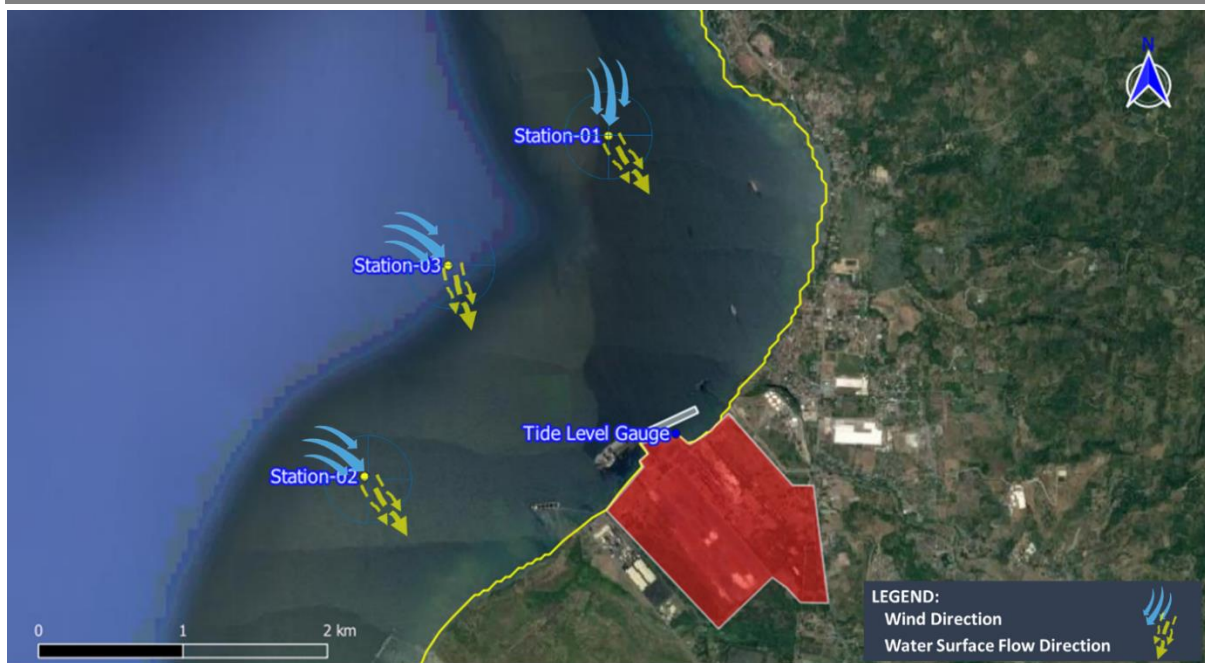 N
Station-01
Station-03
Tide Level Gauge
Station-02
0 1 2 km
LEGEND:
Wind Direction
Water Surface Flow Direction